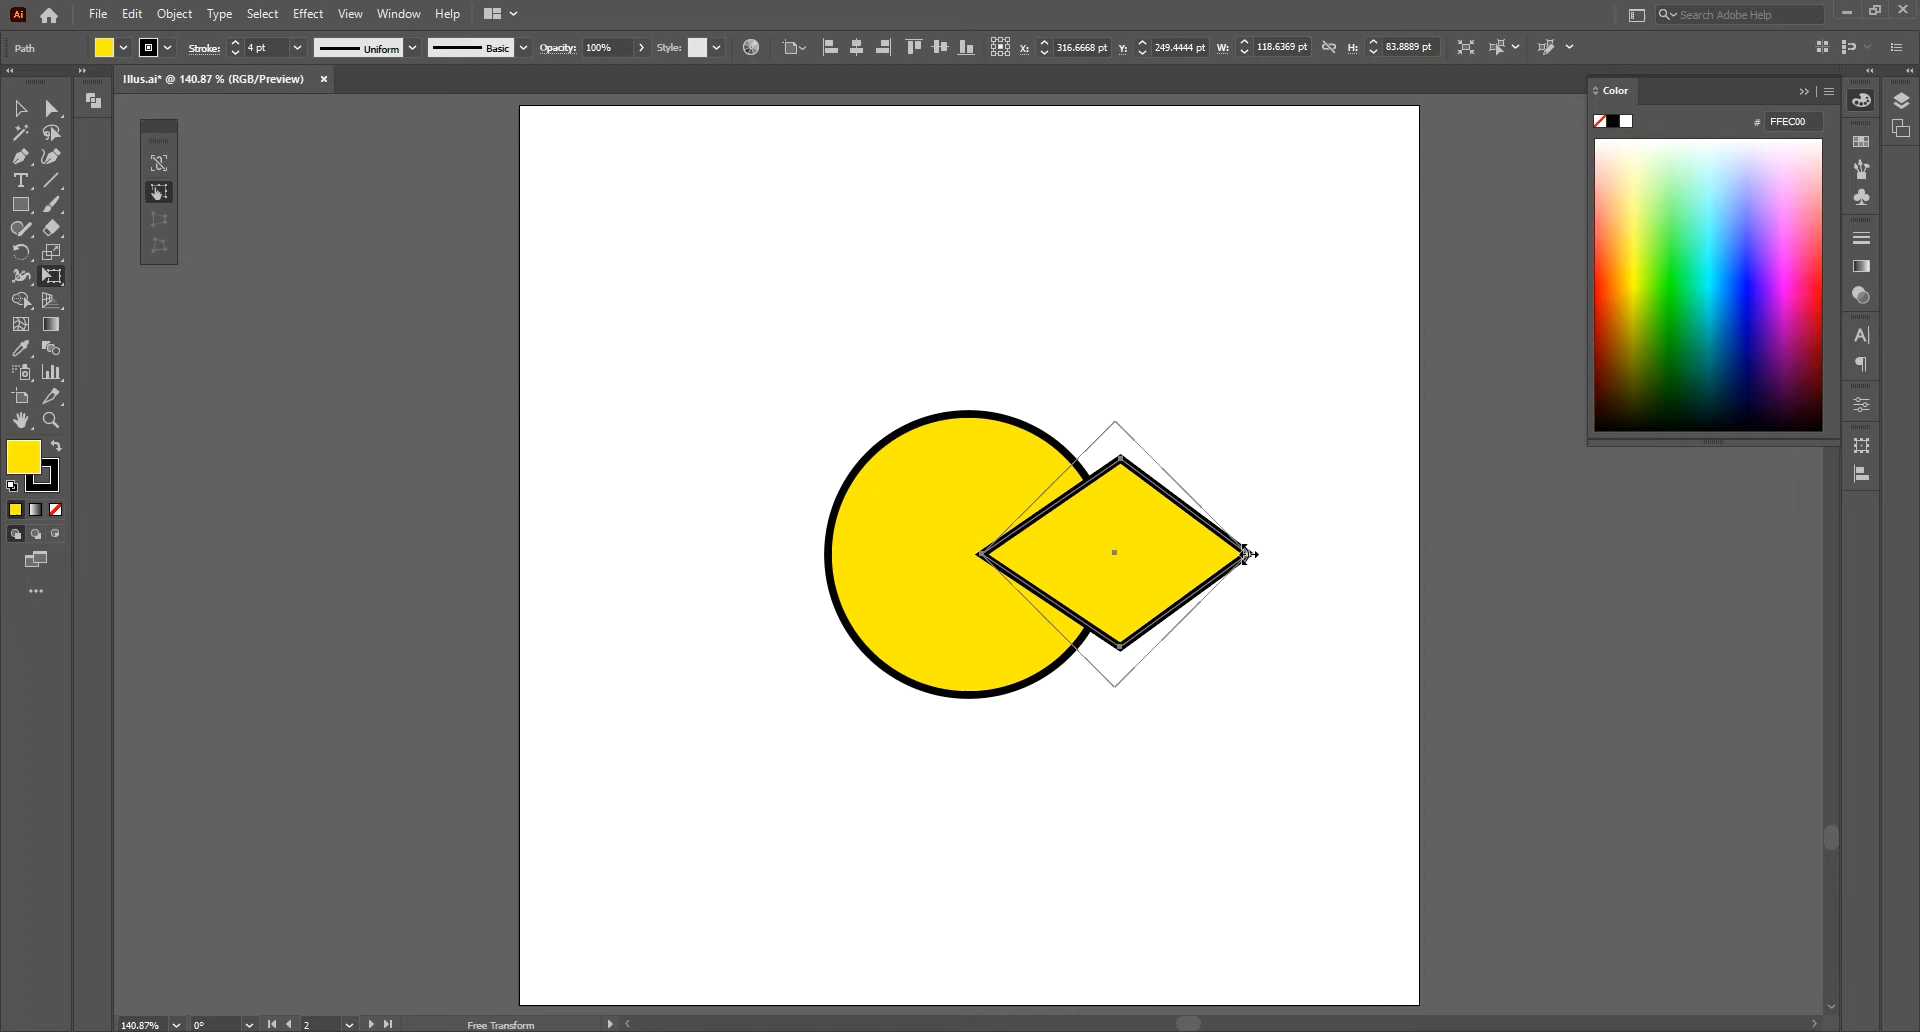 Ai File Edit Object Type Select Effect View Window Help Search Adobe Help
Path Stroke: 4 pt Uniform Basic Opacity: 100% Style: X: 316.6668 pt Y: 249.4444 pt W: 118.6369 pt H: 83.8889 pt
Illus.ai* @ 140.87 % (RGB/Preview) ×
Color
# FFEC00
140.87% 0° 2 Free Transform